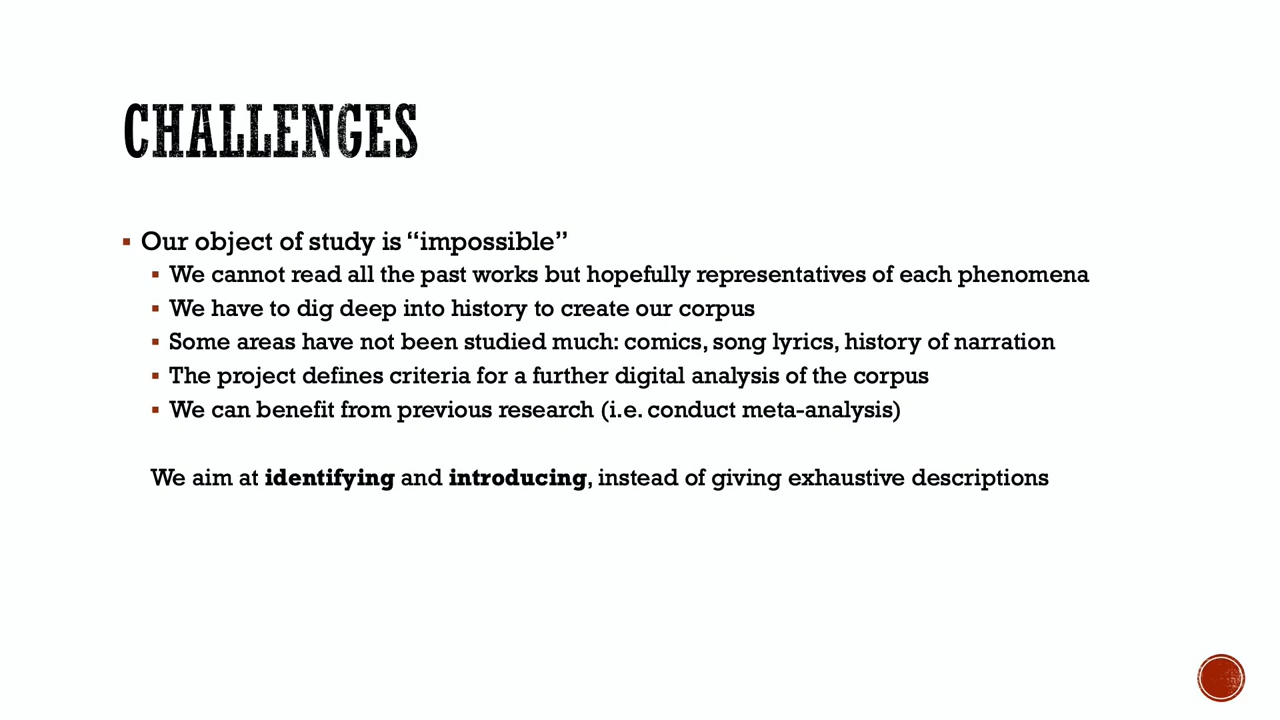 CHALLENGES
▪ Our object of study is “impossible”
▪ We cannot read all the past works but hopefully representatives of each phenomena
▪ We have to dig deep into history to create our corpus
▪ Some areas have not been studied much: comics, song lyrics, history of narration
▪ The project defines criteria for a further digital analysis of the corpus
▪ We can benefit from previous research (i.e. conduct meta-analysis)
We aim at identifying and introducing, instead of giving exhaustive descriptions